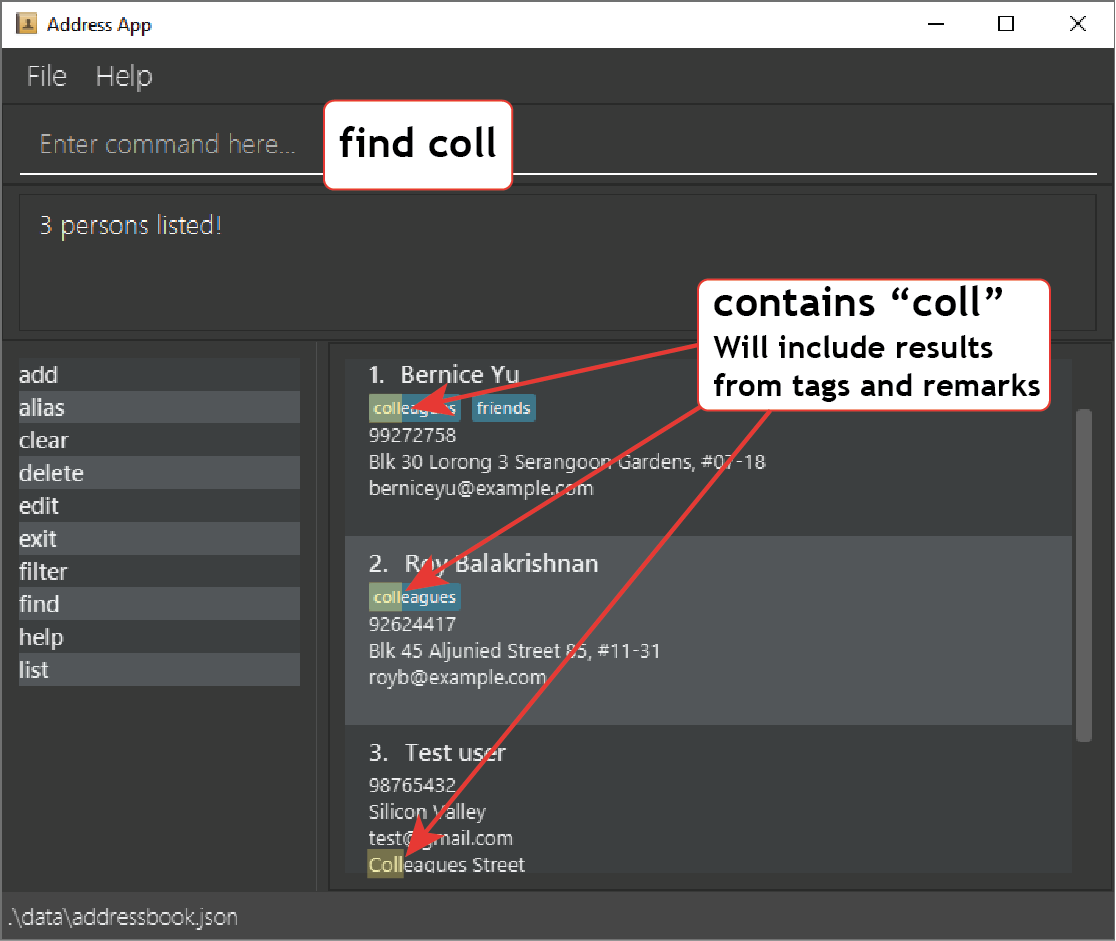 Address App
File Help
Enter command here...
find coll
3 persons listed!
contains “coll”
Will include results
from tags and remarks
add
alias
clear
delete
edit
exit
filter
find
help
list
1. Bernice Yu
colleagues friends
99272758
Blk 30 Lorong 3 Serangoon Gardens, #07-18
berniceyu@example.com
2. Roy Balakrishnan
colleagues
92624417
Blk 45 Aljunied Street 85, #11-31
royb@example.com
3. Test user
98765432
Silicon Valley
test@gmail.com
Colleagues Street
.\data\addressbook.json